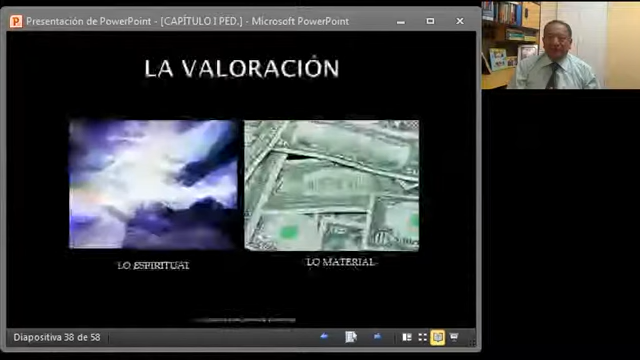 Presentación de PowerPoint - [CAPÍTULO I PED.] - Microsoft PowerPoint
LA VALORACIÓN
LO ESPIRITUAL
LO MATERIAL
Diapositiva 38 de 58